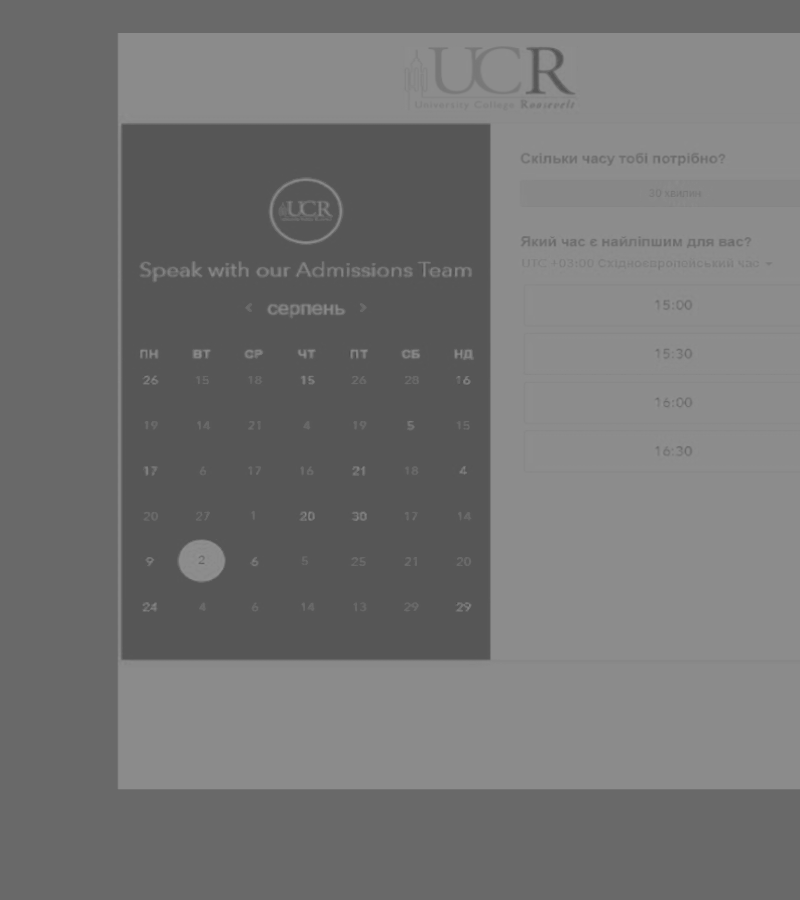 UCR
University College Roosevelt
UCR
Speak with our Admissions Team
< серпень >
ПН ВТ СР ЧТ ПТ СБ НД
26 15 18 15 26 28 16
19 14 21 4 19 5 15
17 6 17 16 21 18 4
20 27 1 20 30 17 14
9 2 6 5 25 21 20
24 4 6 14 13 29 29
Скільки часу тобі потрібно?
хвилин
Який час є найліпшим для вас?
UTC +03:00 Східноєвропейський час
15:00
15:30
16:00
16:30